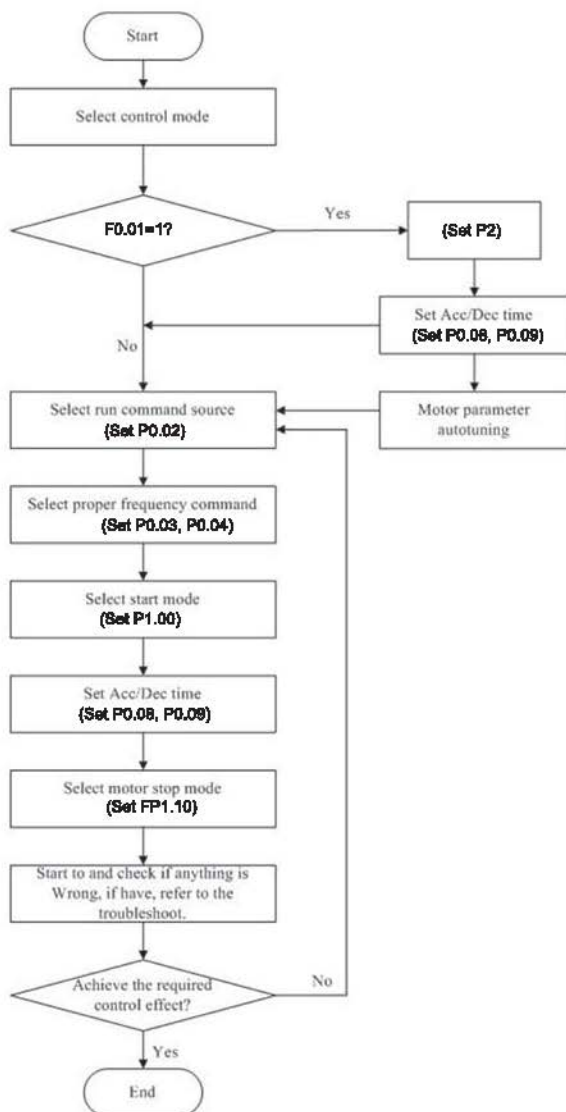 Start
Select control mode
F0.01=1?
Yes
(Set P2)
Set Acc/Dec time
(Set P0.08, P0.09)
No
Select run command source
(Set P0.02)
Motor parameter
autotuning
Select proper frequency command
(Set P0.03, P0.04)
Select start mode
(Set P1.00)
Set Acc/Dec time
(Set P0.08, P0.09)
Select motor stop mode
(Set FP1.10)
Start to and check if anything is
Wrong, if have, refer to the
troubleshoot.
Achieve the required
control effect?
No
Yes
End